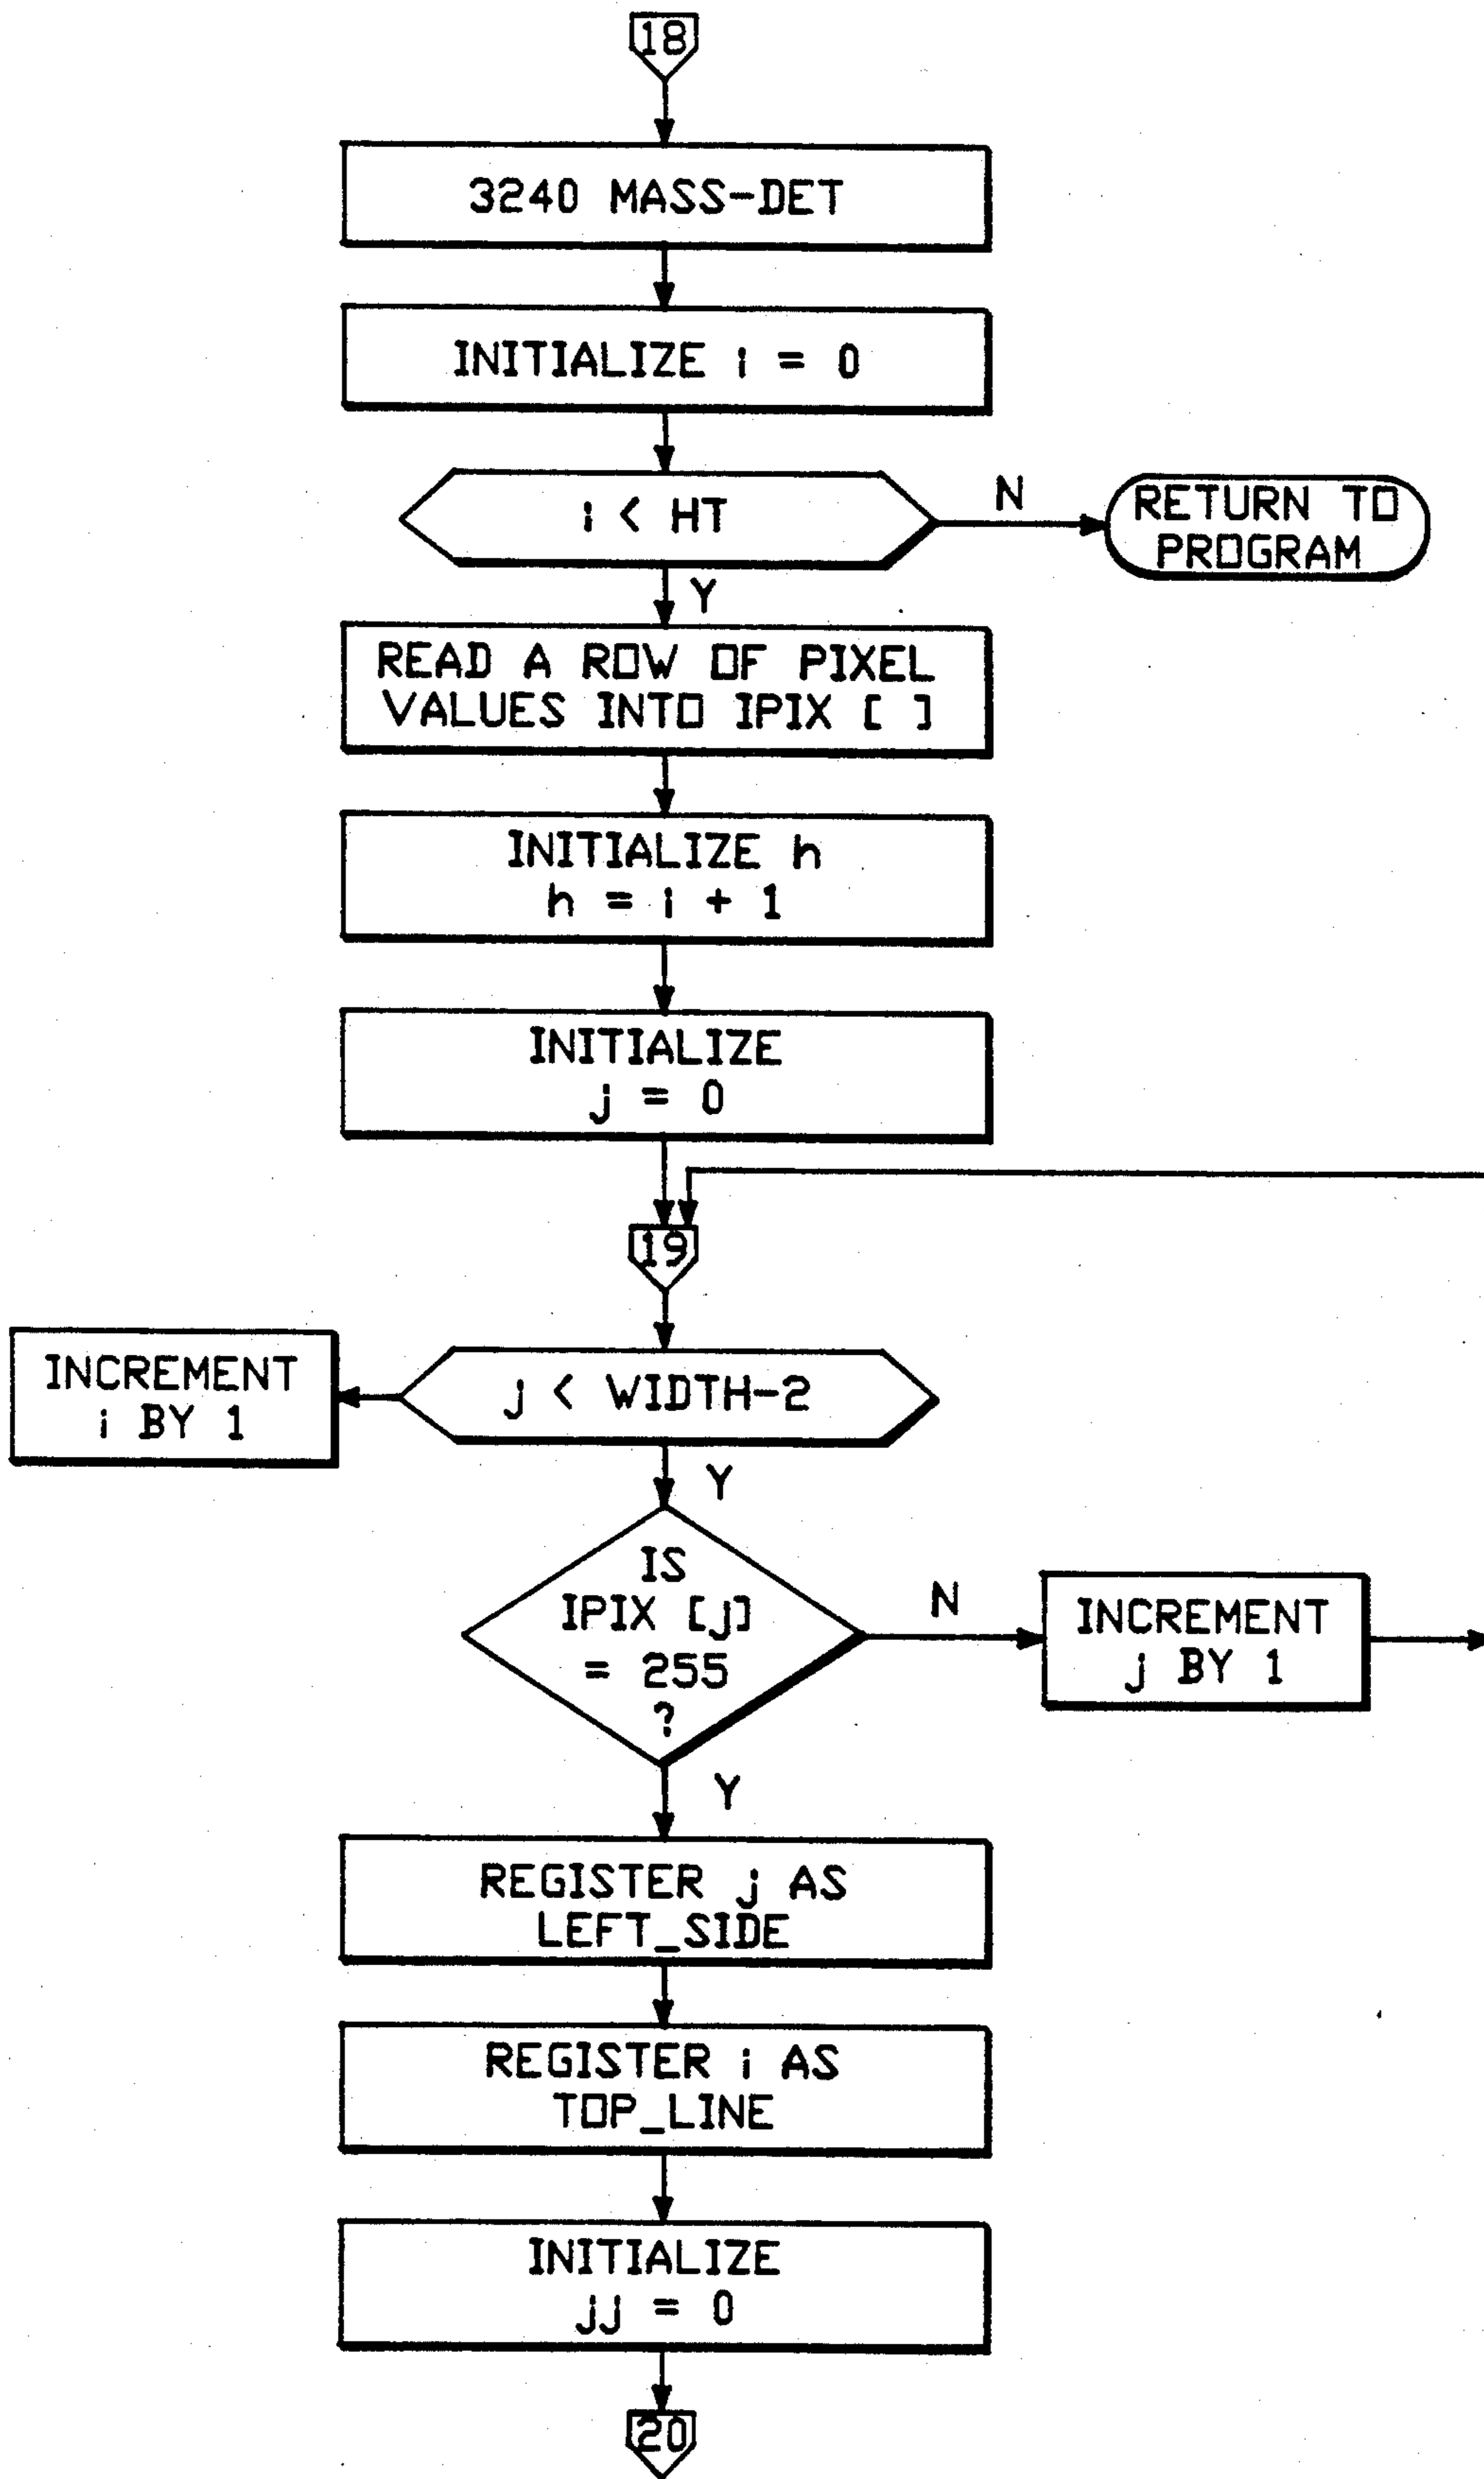 18
3240 MASS-DET
INITIALIZE i = 0
i < HT
N
RETURN TO
PROGRAM
Y
READ A ROW OF PIXEL
VALUES INTO IPIX [ ]
INITIALIZE h
h = i + 1
INITIALIZE
j = 0
19
INCREMENT
i BY 1
j < WIDTH-2
Y
IS
IPIX [j]
= 255
?
N
INCREMENT
j BY 1
Y
REGISTER j AS
LEFT_SIDE
REGISTER i AS
TOP_LINE
INITIALIZE
jj = 0
20